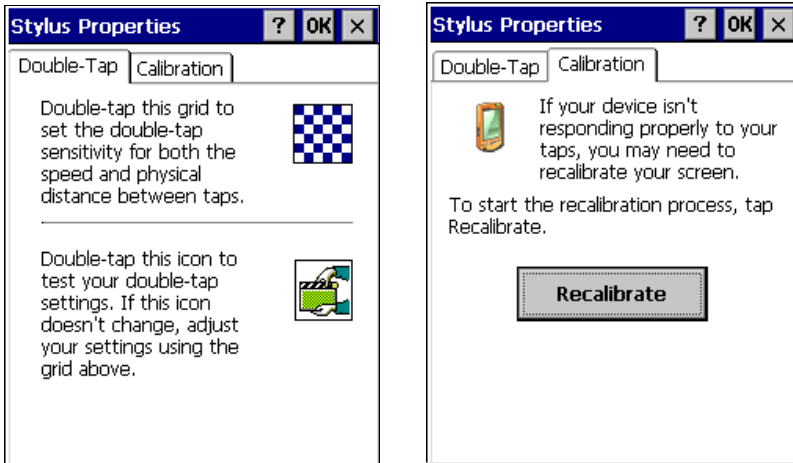 Stylus Properties ? OK ×
Double-Tap Calibration
Double-tap this grid to
set the double-tap
sensitivity for both the
speed and physical
distance between taps.
Double-tap this icon to
test your double-tap
settings. If this icon
doesn't change, adjust
your settings using the
grid above.
Stylus Properties ? OK ×
Double-Tap Calibration
If your device isn't
responding properly to your
taps, you may need to
recalibrate your screen.
To start the recalibration process, tap
Recalibrate.
Recalibrate